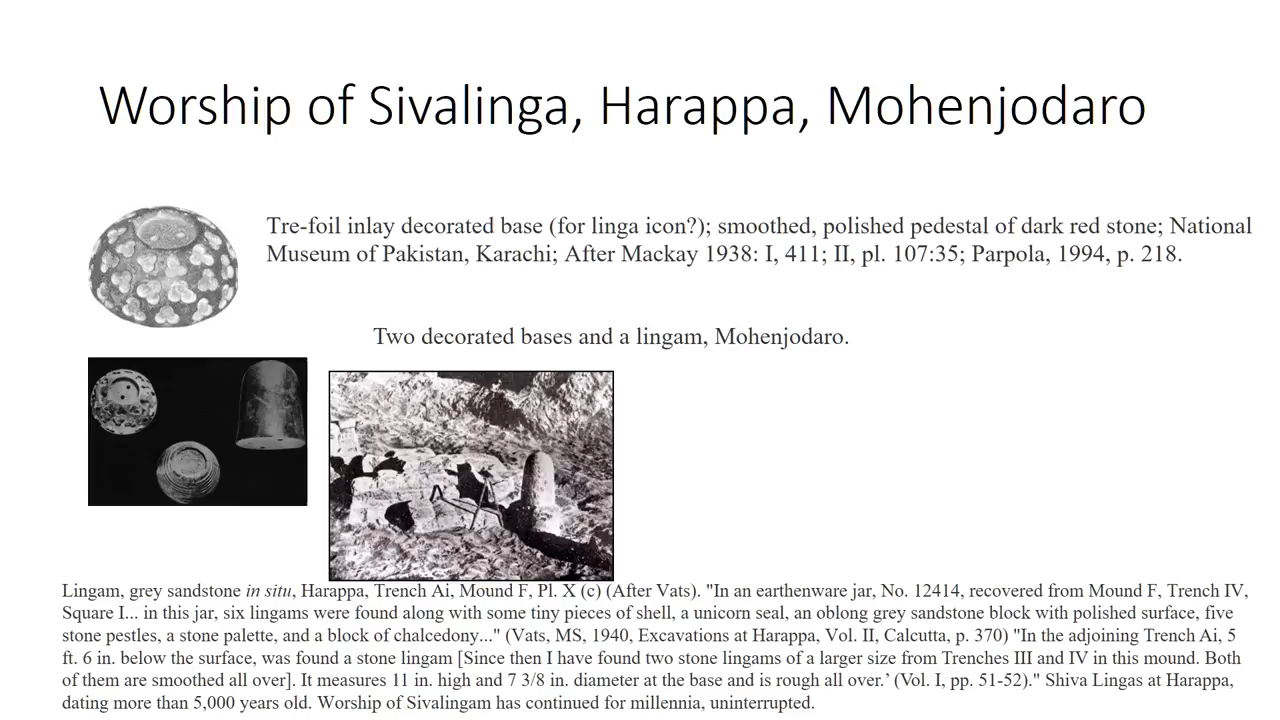 Worship of Sivalinga, Harappa, Mohenjodaro
Tre-foil inlay decorated base (for linga icon?); smoothed, polished pedestal of dark red stone; National
Museum of Pakistan, Karachi; After Mackay 1938: I, 411; II, pl. 107:35; Parpola, 1994, p. 218.
Two decorated bases and a lingam, Mohenjodaro.
Lingam, grey sandstone in situ, Harappa, Trench Ai, Mound F, Pl. X (c) (After Vats). "In an earthenware jar, No. 12414, recovered from Mound F, Trench IV,
Square I... in this jar, six lingams were found along with some tiny pieces of shell, a unicorn seal, an oblong grey sandstone block with polished surface, five
stone pestles, a stone palette, and a block of chalcedony..." (Vats, MS, 1940, Excavations at Harappa, Vol. II, Calcutta, p. 370) "In the adjoining Trench Ai, 5
ft. 6 in. below the surface, was found a stone lingam [Since then I have found two stone lingams of a larger size from Trenches III and IV in this mound. Both
of them are smoothed all over]. It measures 11 in. high and 7 3/8 in. diameter at the base and is rough all over.’ (Vol. I, pp. 51-52)." Shiva Lingas at Harappa,
dating more than 5,000 years old. Worship of Sivalingam has continued for millennia, uninterrupted.